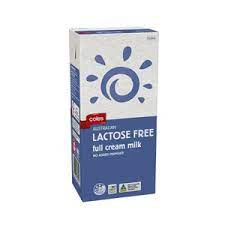 coles
AUSTRALIAN
LACTOSE FREE
full cream milk